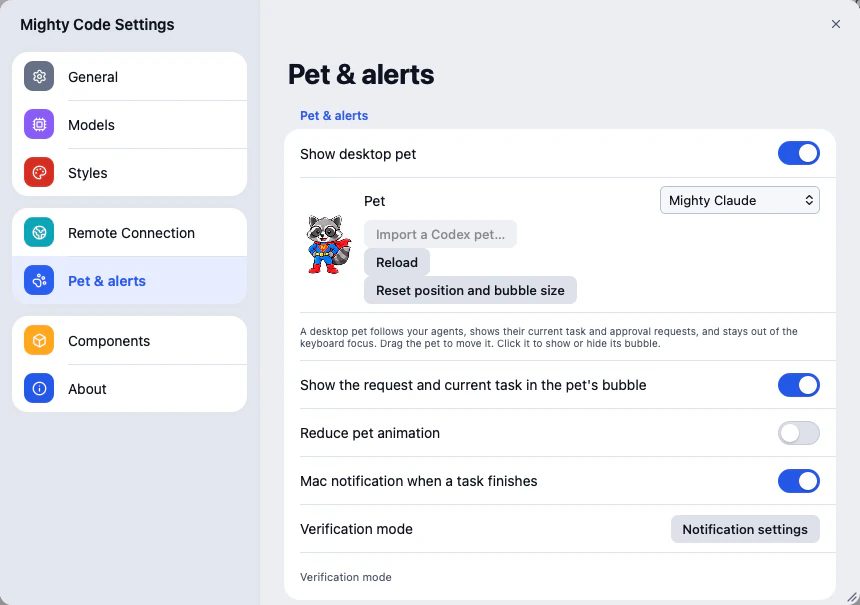 Mighty Code Settings
General
Models
Styles
Remote Connection
Pet & alerts
Components
About
Pet & alerts
Pet & alerts
Show desktop pet
Pet
Mighty Claude
Import a Codex pet...
Reload
Reset position and bubble size
A desktop pet follows your agents, shows their current task and approval requests, and stays out of the
keyboard focus. Drag the pet to move it. Click it to show or hide its bubble.
Show the request and current task in the pet's bubble
Reduce pet animation
Mac notification when a task finishes
Verification mode
Notification settings
Verification mode